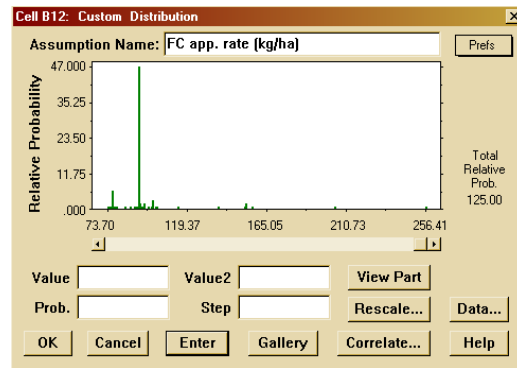 Cell B12: Custom Distribution
Assumption Name: FC app. rate (kg/ha) Prefs
47.000
35.25
23.50
11.75
.000
Relative Probability
73.70 119.37 165.05 210.73 256.41
Total
Relative
Prob.
125.00
Value Value2 View Part
Prob. Step Rescale... Data...
OK Cancel Enter Gallery Correlate... Help